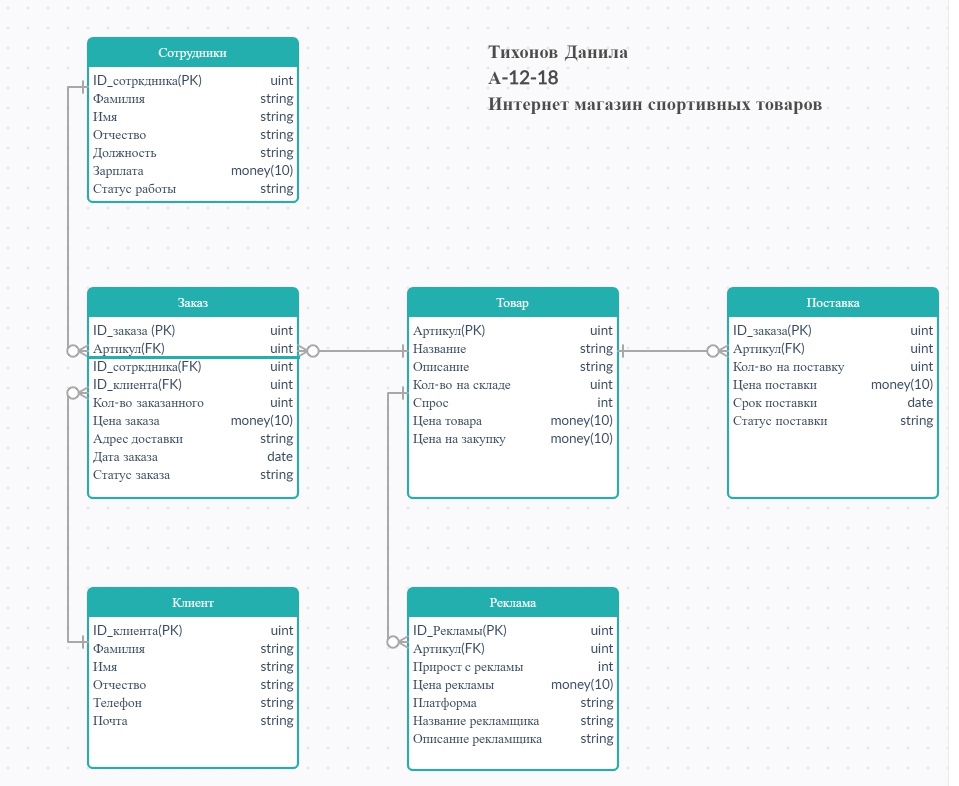 Тихонов Данила
А-12-18
Интернет магазин спортивных товаров
Сотрудники
ID_сотркдника(PK) uint
Фамилия string
Имя string
Отчество string
Должность string
Зарплата money(10)
Статус работы string
Заказ
ID_заказа (PK) uint
Артикул(FK) uint
ID_сотркдника(FK) uint
ID_клиента(FK) uint
Кол-во заказанного uint
Цена заказа money(10)
Адрес доставки string
Дата заказа date
Статус заказа string
Товар
Артикул(PK) uint
Название string
Описание string
Кол-во на складе uint
Спрос int
Цена товара money(10)
Цена на закупку money(10)
Поставка
ID_заказа(PK) uint
Артикул(FK) uint
Кол-во на поставку uint
Цена поставки money(10)
Срок поставки date
Статус поставки string
Клиент
ID_клиента(PK) uint
Фамилия string
Имя string
Отчество string
Телефон string
Почта string
Реклама
ID_Рекламы(PK) uint
Артикул(FK) uint
Прирост с рекламы int
Цена рекламы money(10)
Платформа string
Название рекламщика string
Описание рекламщика string